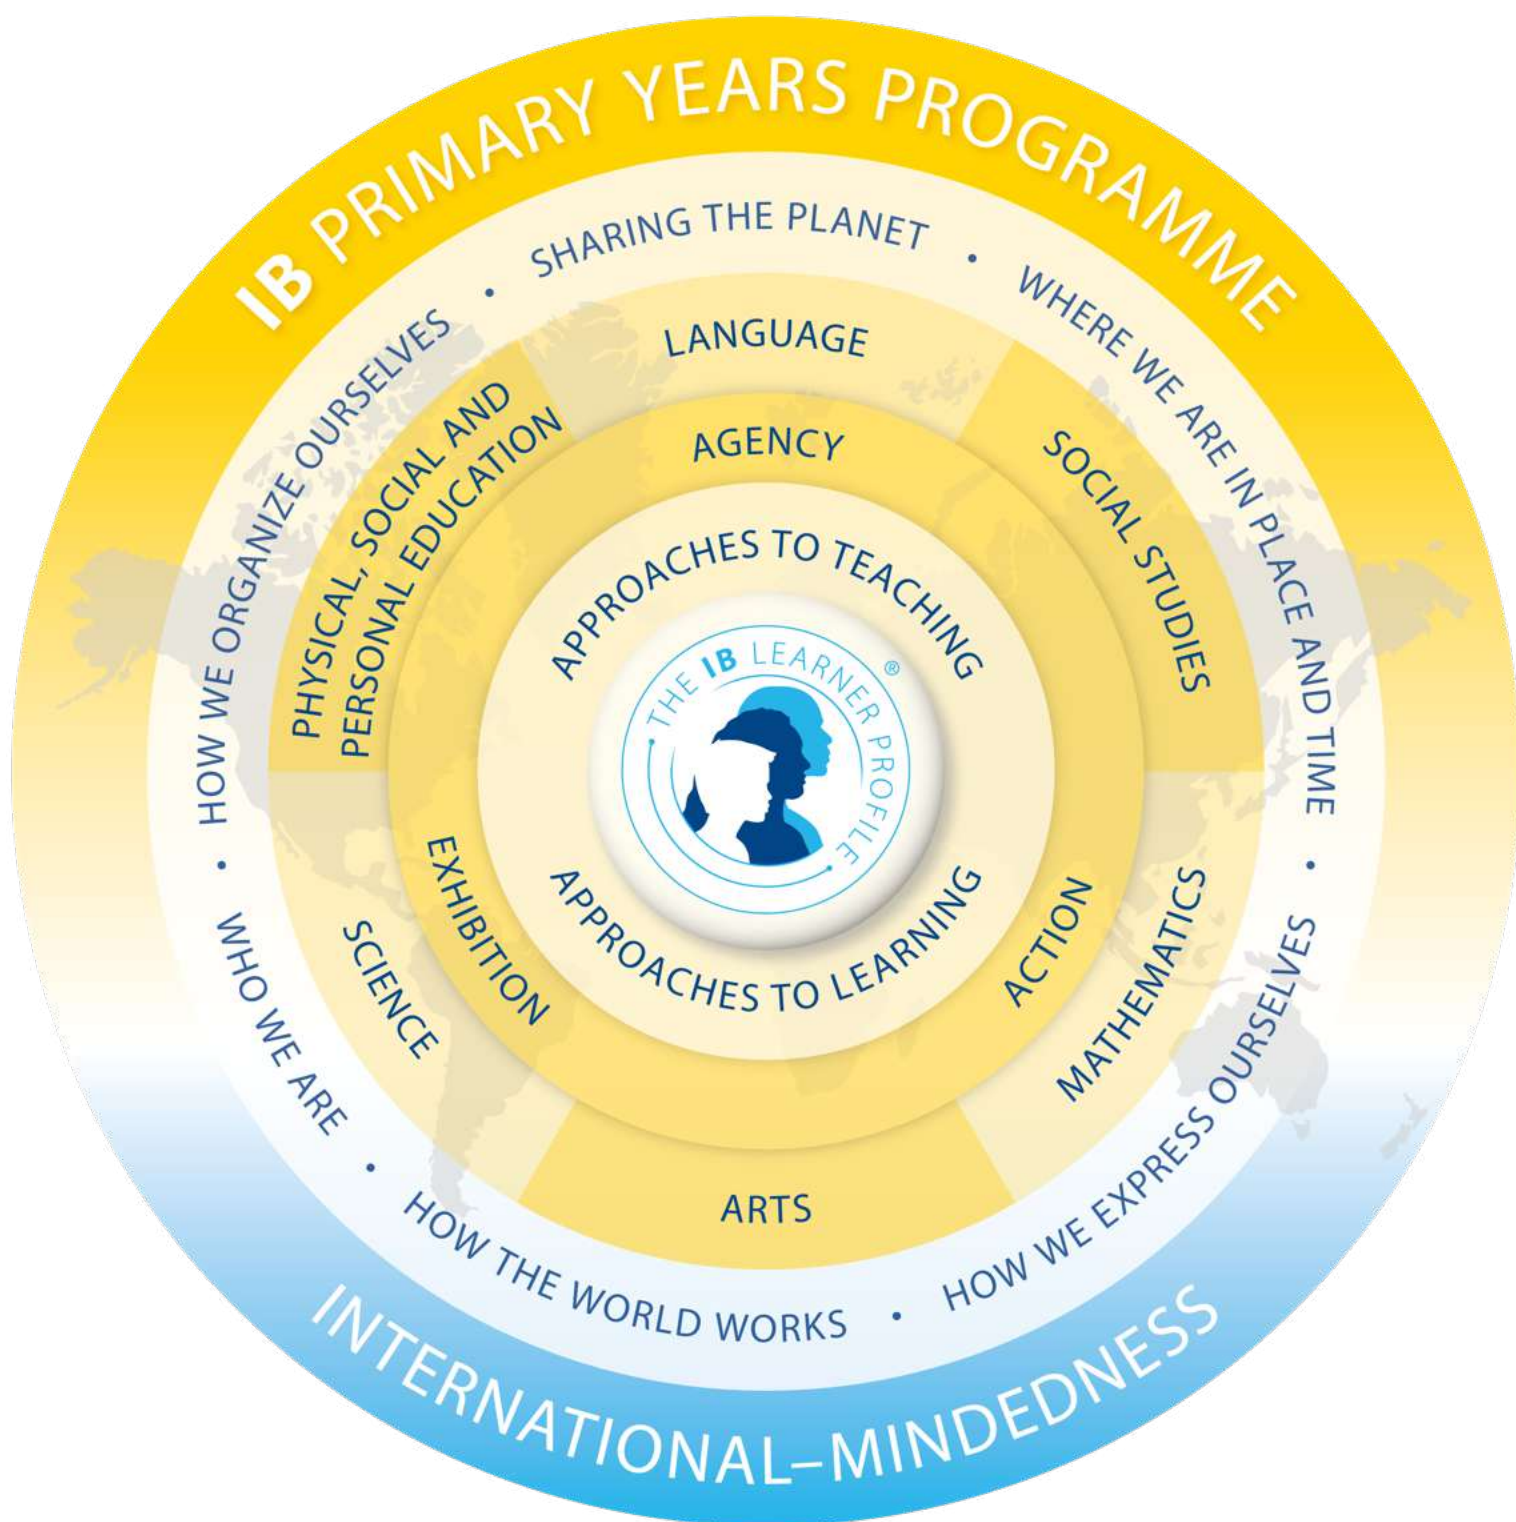 IB PRIMARY YEARS PROGRAMME
SHARING THE PLANET
•
WHERE WE ARE IN PLACE AND TIME
•
HOW WE EXPRESS OURSELVES
•
HOW THE WORLD WORKS
•
WHO WE ARE
•
HOW WE ORGANIZE OURSELVES
•
LANGUAGE
SOCIAL STUDIES
MATHEMATICS
ARTS
SCIENCE
PHYSICAL, SOCIAL AND
PERSONAL EDUCATION
AGENCY
ACTION
EXHIBITION
APPROACHES TO TEACHING
THE IB LEARNER PROFILE®
APPROACHES TO LEARNING
INTERNATIONAL–MINDEDNESS